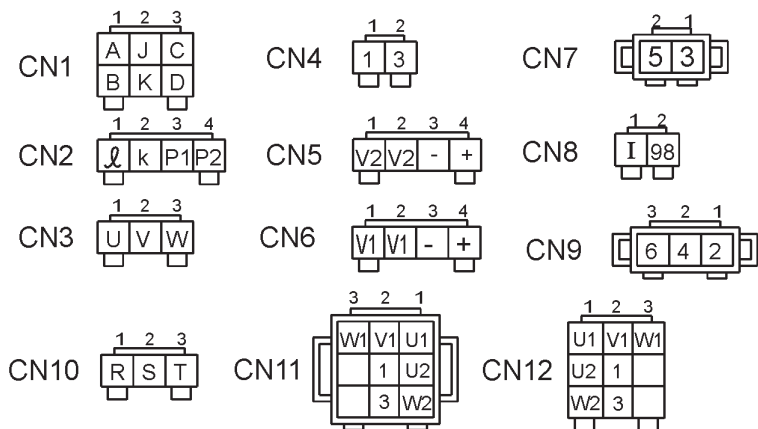 CN1
1 2 3
A J C
B K D
CN4
1 2
1 3
CN7
2 1
5 3
CN2
1 2 3 4
ℓ k P1 P2
CN5
1 2 3 4
V2 V2 - +
CN8
1 2
I 98
CN3
1 2 3
U V W
CN6
1 2 3 4
V1 V1 - +
CN9
3 2 1
6 4 2
CN10
1 2 3
R S T
CN11
3 2 1
W1 V1 U1
1 U2
3 W2
CN12
1 2 3
U1 V1 W1
U2 1
W2 3